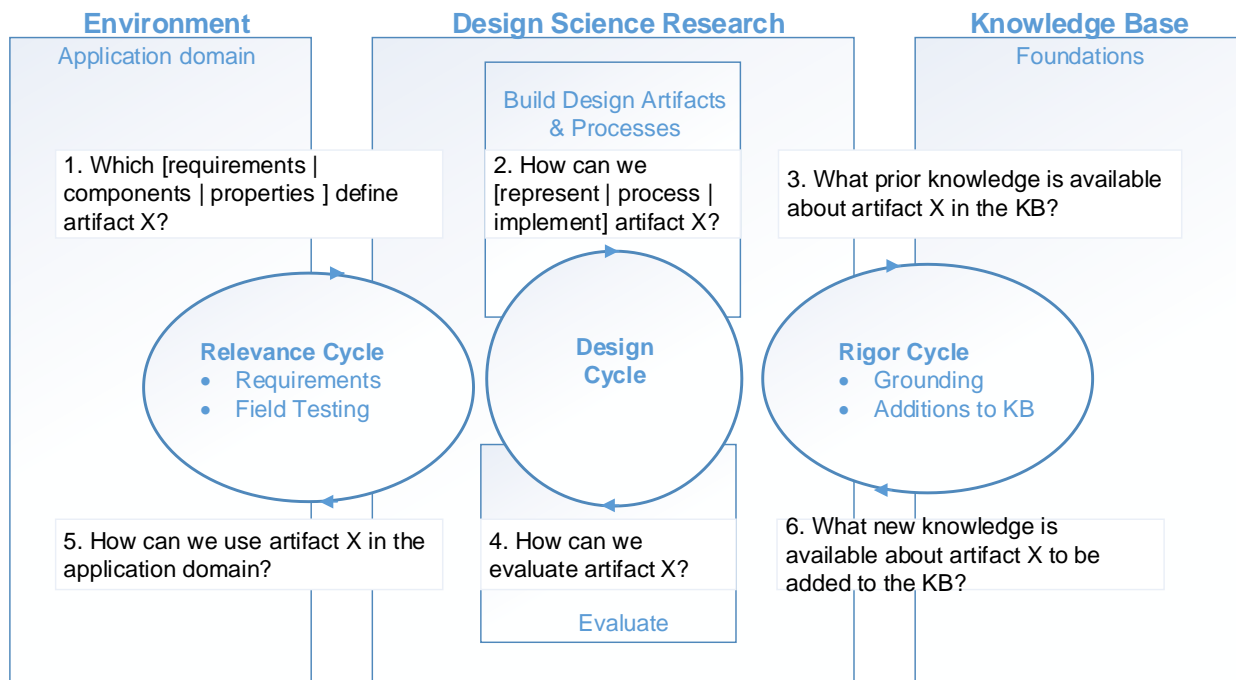 Environment
Design Science Research
Knowledge Base
Application domain
Foundations
Build Design Artifacts
& Processes
1. Which [requirements |
components | properties ] define
artifact X?
2. How can we
[represent | process |
implement] artifact X?
3. What prior knowledge is available
about artifact X in the KB?
Relevance Cycle
• Requirements
• Field Testing
Design
Cycle
Rigor Cycle
• Grounding
• Additions to KB
5. How can we use artifact X in the
application domain?
4. How can we
evaluate artifact X?
6. What new knowledge is
available about artifact X to be
added to the KB?
Evaluate